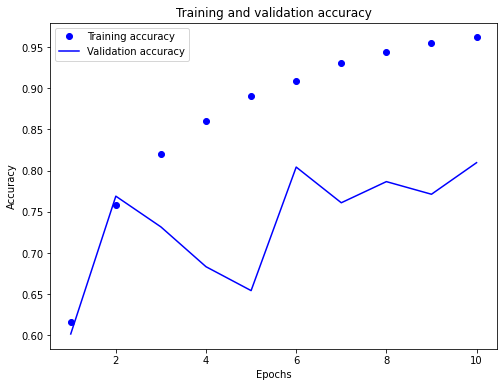 Training and validation accuracy
Training accuracy
Validation accuracy
0.95
0.90
0.85
0.80
0.75
0.70
0.65
0.60
Accuracy
2
4
6
8
10
Epochs